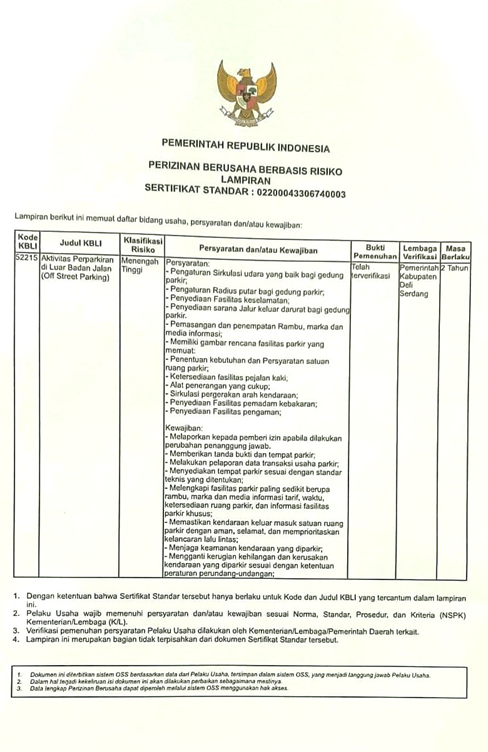 PEMERINTAH REPUBLIK INDONESIA
PERIZINAN BERUSAHA BERBASIS RISIKO
LAMPIRAN
SERTIFIKAT STANDAR : 02200043306740003
Lampiran berikut ini memuat daftar bidang usaha, persyaratan dan/atau kewajiban:
Kode KBLI
Judul KBLI
Klasifikasi Risiko
Persyaratan dan/atau Kewajiban
Bukti Pemenuhan
Lembaga Verifikasi
Masa Berlaku
52215
Aktivitas Perparkiran
di Luar Badan Jalan
(Off Street Parking)
Menengah
Tinggi
Persyaratan:
- Pengaturan Sirkulasi udara yang baik bagi gedung
parkir;
- Pengaturan Radius putar bagi gedung parkir;
- Penyediaan Fasilitas keselamatan;
- Penyediaan sarana Jalur keluar darurat bagi gedung
parkir.
- Pemasangan dan penempatan Rambu, marka dan
media informasi;
- Memiliki gambar rencana fasilitas parkir yang
memuat:
- Penentuan kebutuhan dan Persyaratan satuan
ruang parkir;
- Ketersediaan fasilitas pejalan kaki;
- Alat penerangan yang cukup;
- Sirkulasi pergerakan arah kendaraan;
- Penyediaan Fasilitas pemadam kebakaran;
- Penyediaan Fasilitas pengaman;
Kewajiban:
- Melaporkan kepada pemberi izin apabila dilakukan
perubahan penanggung jawab.
- Memberikan tanda bukti dan tempat parkir;
- Melakukan pelaporan data transaksi usaha parkir;
- Menyediakan tempat parkir sesuai dengan standar
teknis yang ditentukan;
- Melengkapi fasilitas parkir paling sedikit berupa
rambu, marka dan media informasi tarif, waktu,
ketersediaan ruang parkir, dan informasi fasilitas
parkir khusus;
- Memastikan kendaraan keluar masuk satuan ruang
parkir dengan aman, selamat, dan memprioritaskan
kelancaran lalu lintas;
- Menjaga keamanan kendaraan yang diparkir;
- Mengganti kerugian kehilangan dan kerusakan
kendaraan yang diparkir sesuai dengan ketentuan
peraturan perundang-undangan;
Telah
terverifikasi
Pemerintah
Kabupaten
Deli
Serdang
2 Tahun
1. Dengan ketentuan bahwa Sertifikat Standar tersebut hanya berlaku untuk Kode dan Judul KBLI yang tercantum dalam lampiran
ini.
2. Pelaku Usaha wajib memenuhi persyaratan dan/atau kewajiban sesuai Norma, Standar, Prosedur, dan Kriteria (NSPK)
Kementerian/Lembaga (K/L).
3. Verifikasi pemenuhan persyaratan Pelaku Usaha dilakukan oleh Kementerian/Lembaga/Pemerintah Daerah terkait.
4. Lampiran ini merupakan bagian tidak terpisahkan dari dokumen Sertifikat Standar tersebut.
1. Dokumen ini diterbitkan sistem OSS berdasarkan data dari Pelaku Usaha, tersimpan dalam sistem OSS, yang menjadi tanggung jawab Pelaku Usaha.
2. Dalam hal terjadi kekeliruan isi dokumen ini akan dilakukan perbaikan sebagaimana mestinya.
3. Data lengkap Perizinan Berusaha dapat diperoleh melalui sistem OSS menggunakan hak akses.